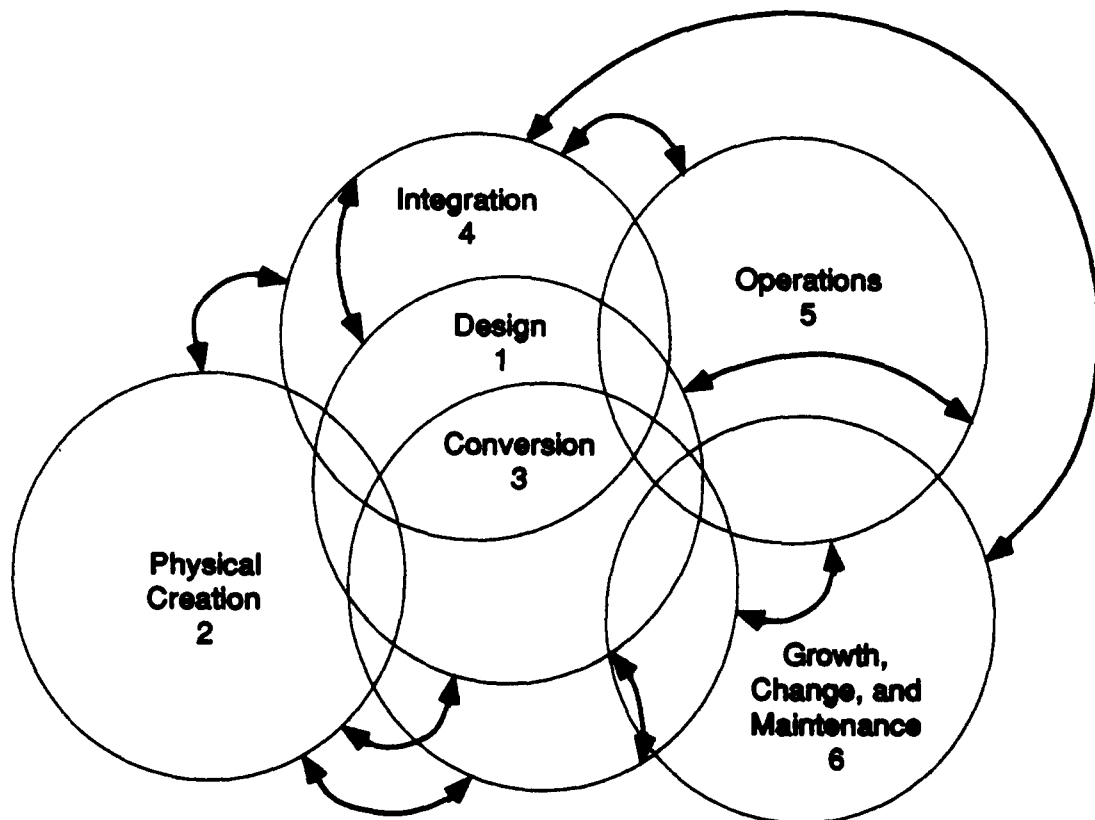 Integration
4
Operations
5
Design
1
Conversion
3
Physical
Creation
2
Growth,
Change, and
Maintenance
6